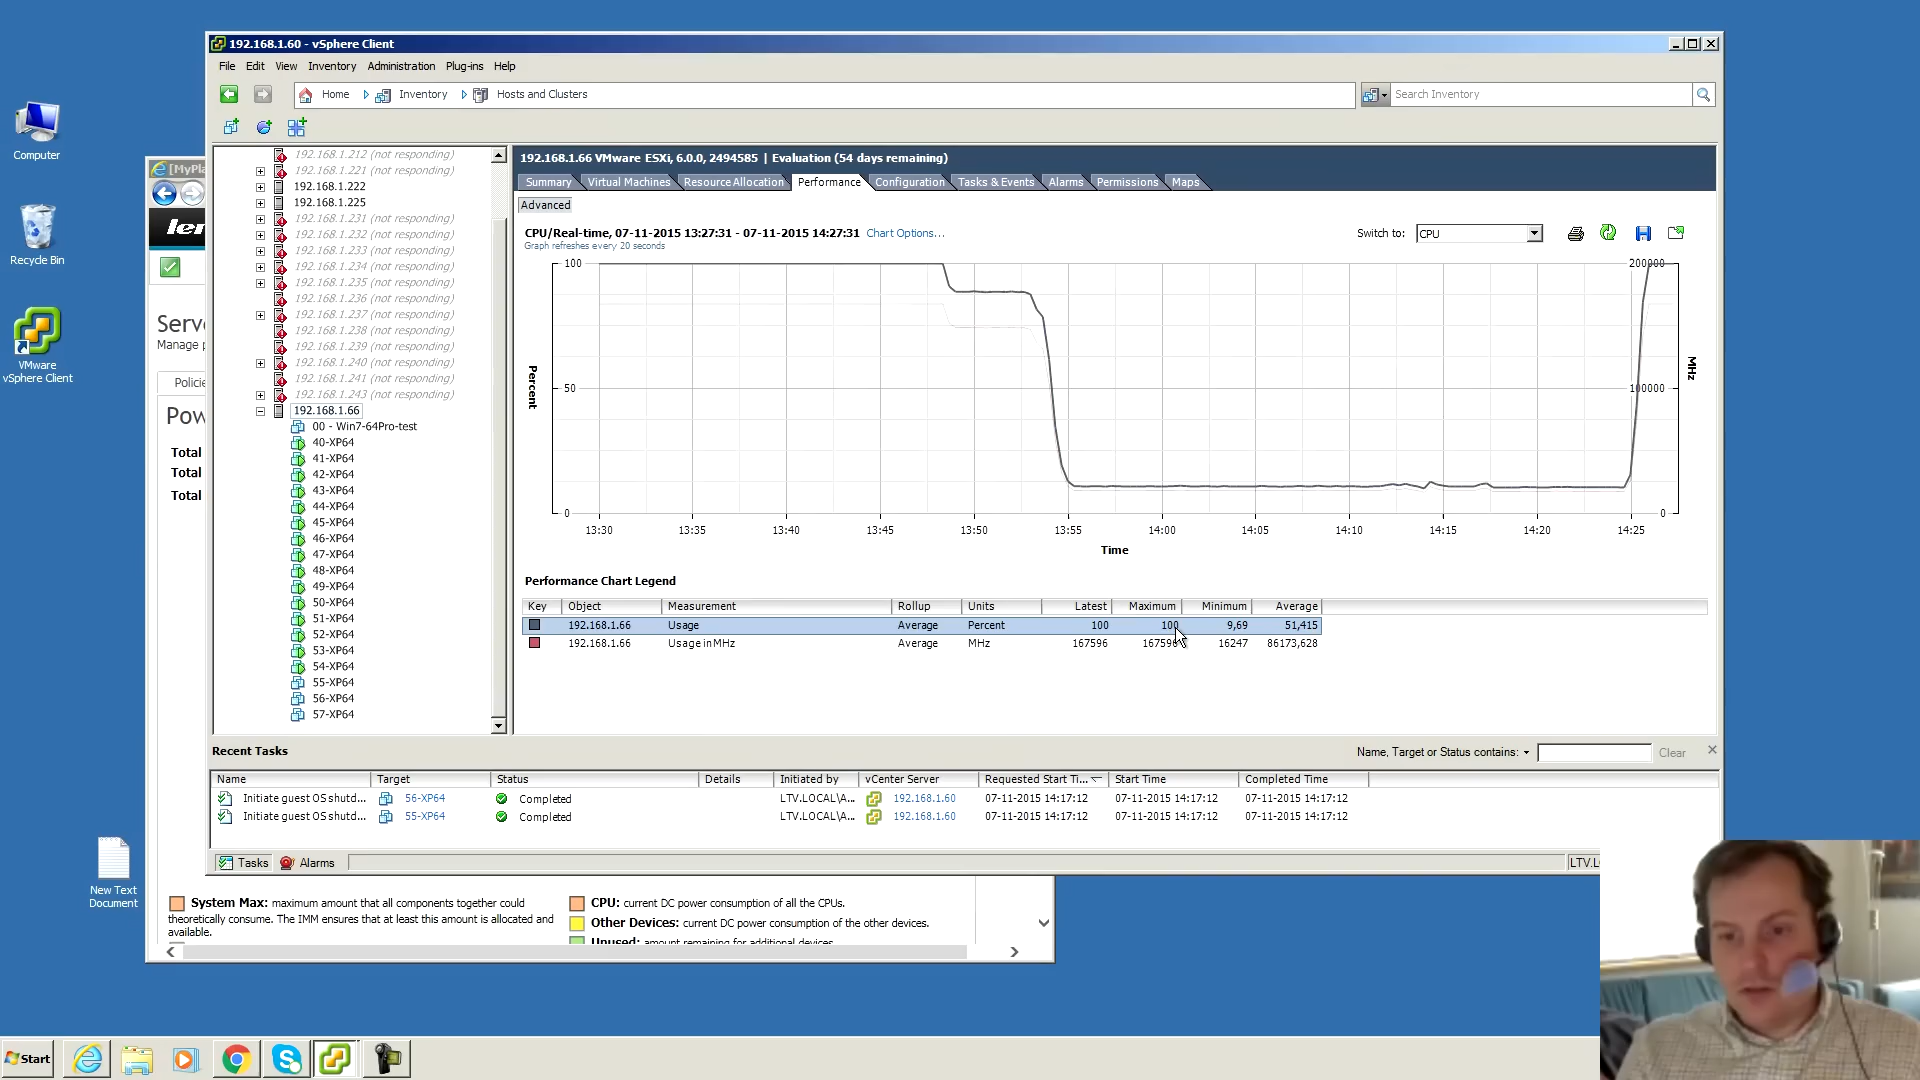 192.168.1.60 - vSphere Client
File Edit View Inventory Administration Plug-ins Help
Home Inventory Hosts and Clusters
Search Inventory
Computer
Recycle Bin
VMware
vSphere Client
New Text
Document
[MyPla
Serve
Manage p
Policie
Pow
Total
Total
Total
192.168.1.212 (not responding)
192.168.1.221 (not responding)
192.168.1.222
192.168.1.225
192.168.1.231 (not responding)
192.168.1.232 (not responding)
192.168.1.233 (not responding)
192.168.1.234 (not responding)
192.168.1.235 (not responding)
192.168.1.236 (not responding)
192.168.1.237 (not responding)
192.168.1.238 (not responding)
192.168.1.239 (not responding)
192.168.1.240 (not responding)
192.168.1.241 (not responding)
192.168.1.243 (not responding)
192.168.1.66
00 - Win7-64Pro-test
40-XP64
41-XP64
42-XP64
43-XP64
44-XP64
45-XP64
46-XP64
47-XP64
48-XP64
49-XP64
50-XP64
51-XP64
52-XP64
53-XP64
54-XP64
55-XP64
56-XP64
57-XP64
192.168.1.66 VMware ESXi, 6.0.0, 2494585 | Evaluation (54 days remaining)
Summary Virtual Machines Resource Allocation Performance Configuration Tasks & Events Alarms Permissions Maps
Advanced
CPU/Real-time, 07-11-2015 13:27:31 - 07-11-2015 14:27:31 Chart Options...
Graph refreshes every 20 seconds
Switch to: CPU
100 200000
50 100000
0 0
Percent
MHz
13:30 13:35 13:40 13:45 13:50 13:55 14:00 14:05 14:10 14:15 14:20 14:25
Time
Performance Chart Legend
Key Object Measurement Rollup Units Latest Maximum Minimum Average
192.168.1.66 Usage Average Percent 100 100 9,69 51,415
192.168.1.66 Usage in MHz Average MHz 167596 167596 16247 86173,628
Recent Tasks
Name, Target or Status contains: Clear
Name Target Status Details Initiated by vCenter Server Requested Start Ti... Start Time Completed Time
Initiate guest OS shutd... 56-XP64 Completed LTV.LOCAL\A... 192.168.1.60 07-11-2015 14:17:12 07-11-2015 14:17:12 07-11-2015 14:17:12
Initiate guest OS shutd... 55-XP64 Completed LTV.LOCAL\A... 192.168.1.60 07-11-2015 14:17:12 07-11-2015 14:17:12 07-11-2015 14:17:12
Tasks Alarms LTV.LO
System Max: maximum amount that all components together could
theoretically consume. The IMM ensures that at least this amount is allocated and
available.
CPU: current DC power consumption of all the CPUs.
Other Devices: current DC power consumption of the other devices.
Unused: amount remaining for additional devices
Start